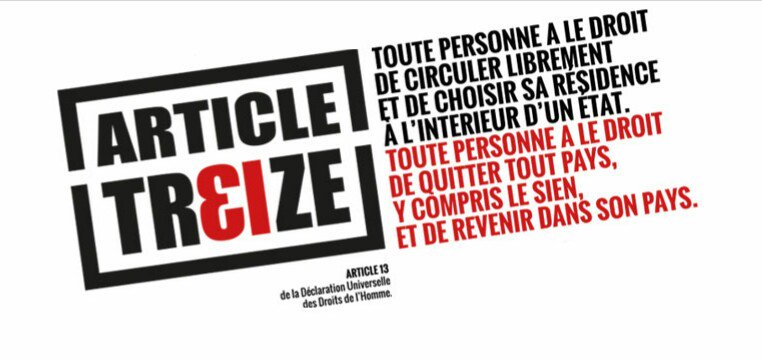 ARTICLE
TREIZE
TOUTE PERSONNE A LE DROIT
DE CIRCULER LIBREMENT
ET DE CHOISIR SA RÉSIDENCE
À L'INTERIEUR D'UN ÉTAT.
TOUTE PERSONNE A LE DROIT
DE QUITTER TOUT PAYS,
Y COMPRIS LE SIEN,
ET DE REVENIR DANS SON PAYS.
ARTICLE 13
de la Déclaration Universelle
des Droits de l'Homme.